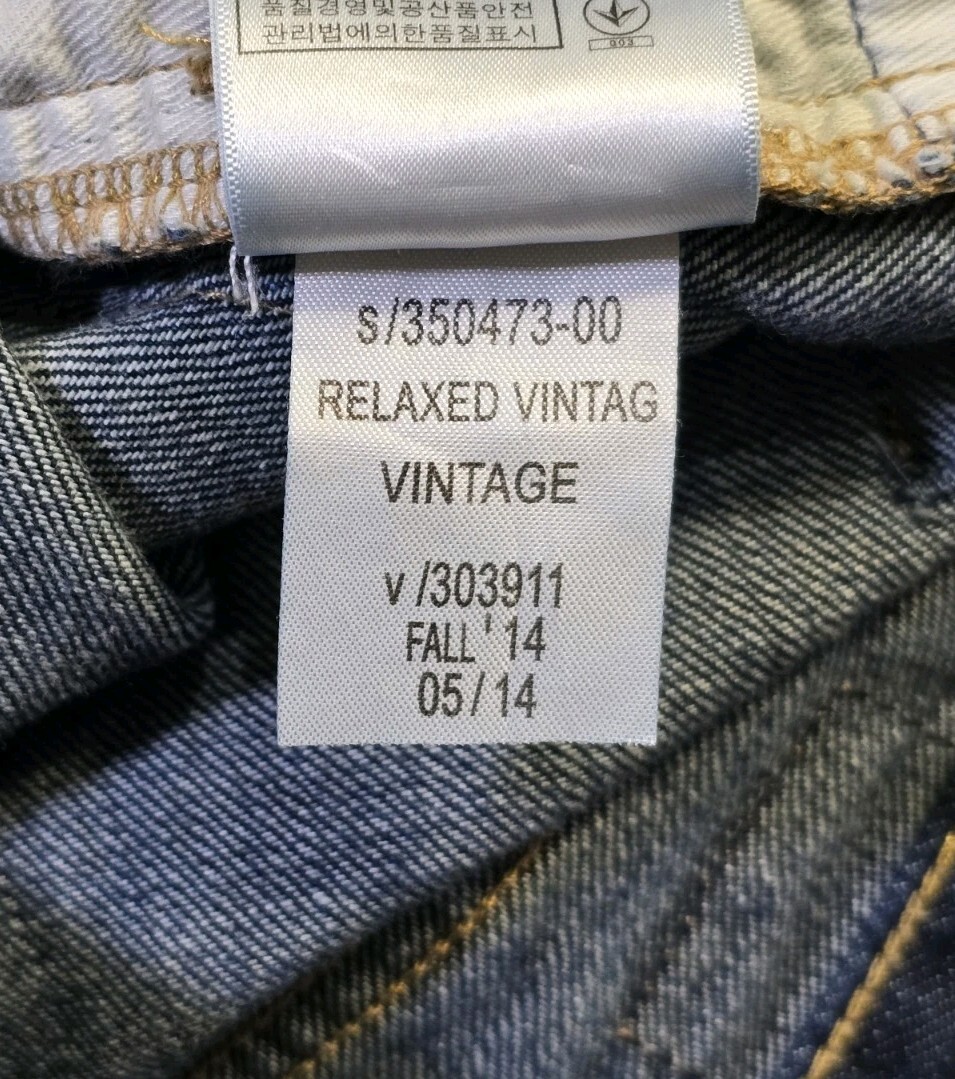 품질경영및공산품안전
관리법에의한품질표시
003
s/350473-00
RELAXED VINTAG
VINTAGE
v/303911
FALL '14
05/14